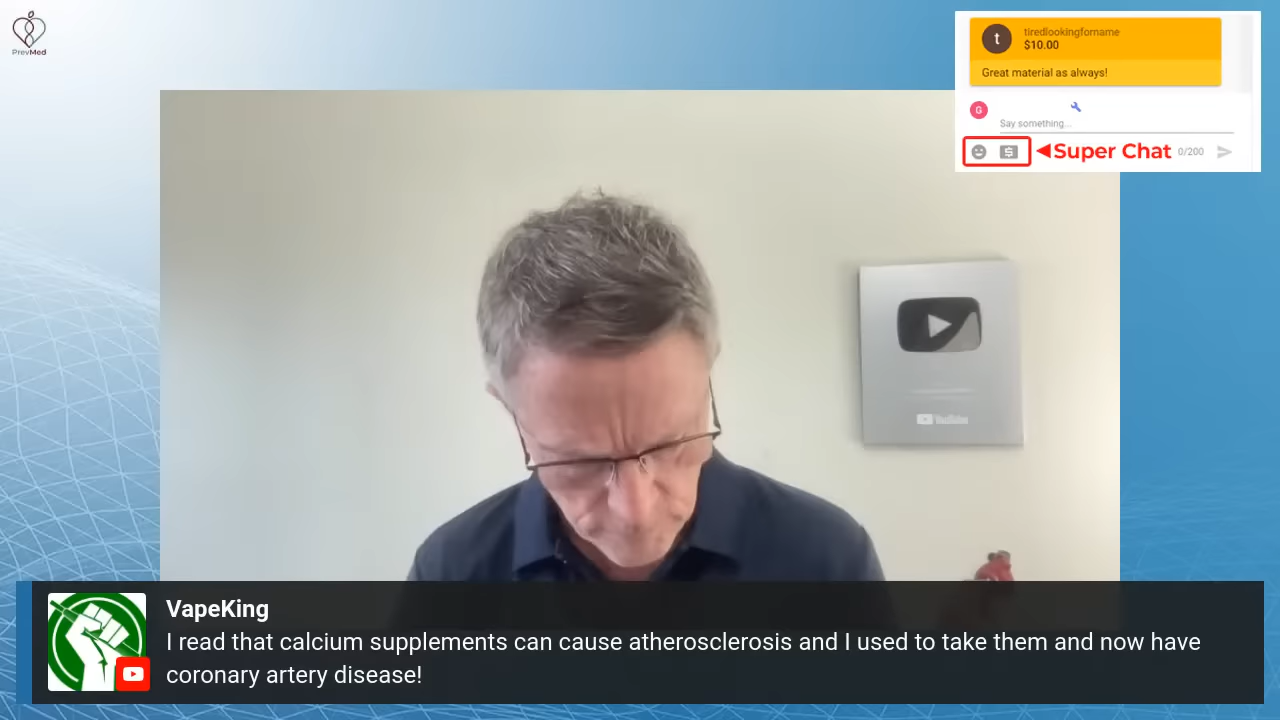 PrevMed
t
tiredlookingforname
$10.00
Great material as always!
G
Say something...
Super Chat
0/200
YouTube
VapeKing
I read that calcium supplements can cause atherosclerosis and I used to take them and now have
coronary artery disease!